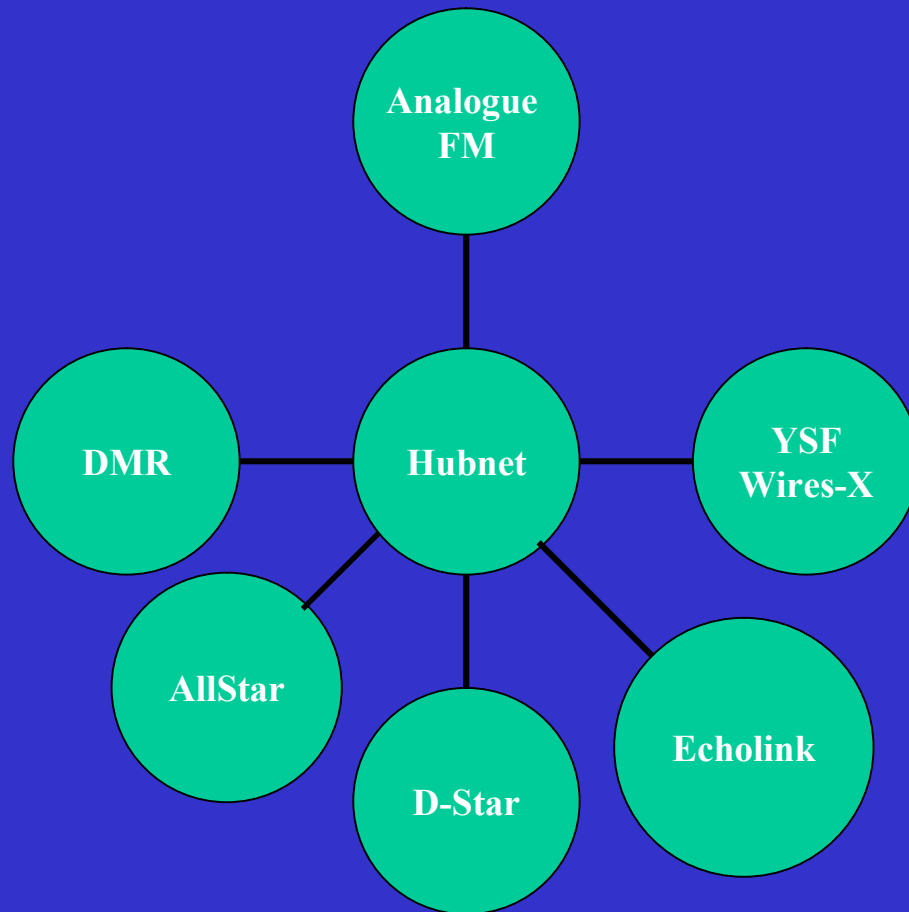 Analogue
FM
DMR
Hubnet
YSF
Wires-X
AllStar
Echolink
D-Star